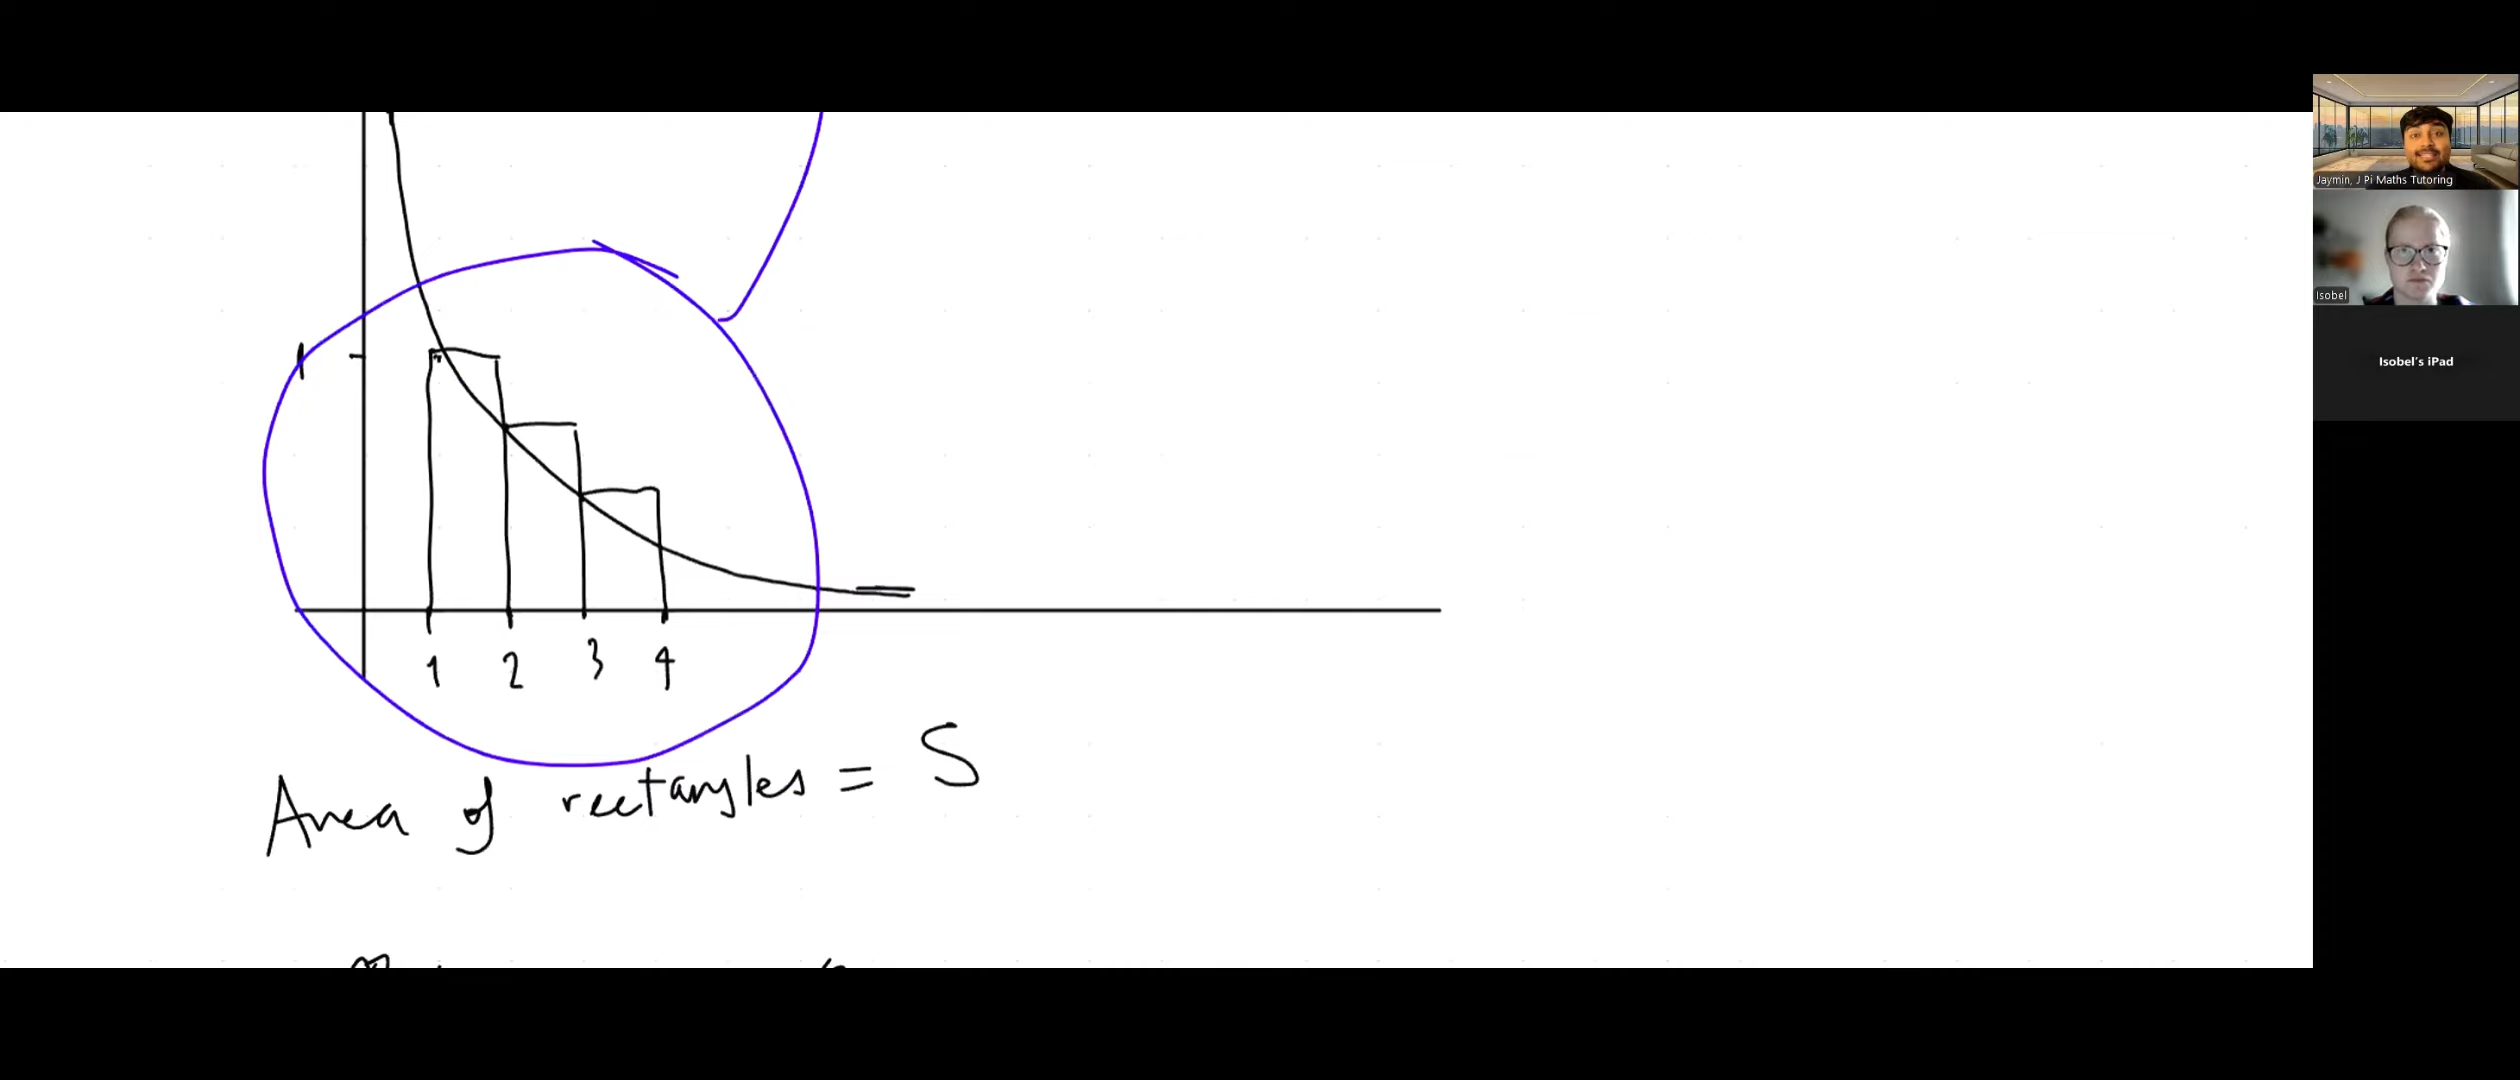 Jaymin, J Pi Maths Tutoring
Isobel
Isobel's iPad
1
1 2 3 4
Area of rectangles = S